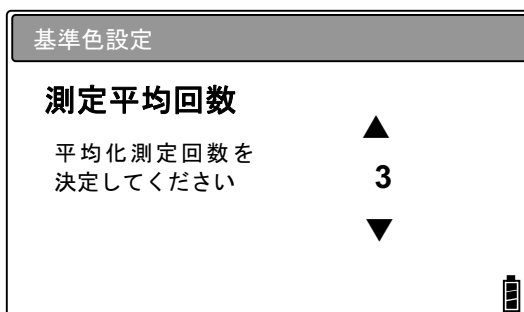 基準色設定
測定平均回数
平均化測定回数を
決定してください
▲
3
▼